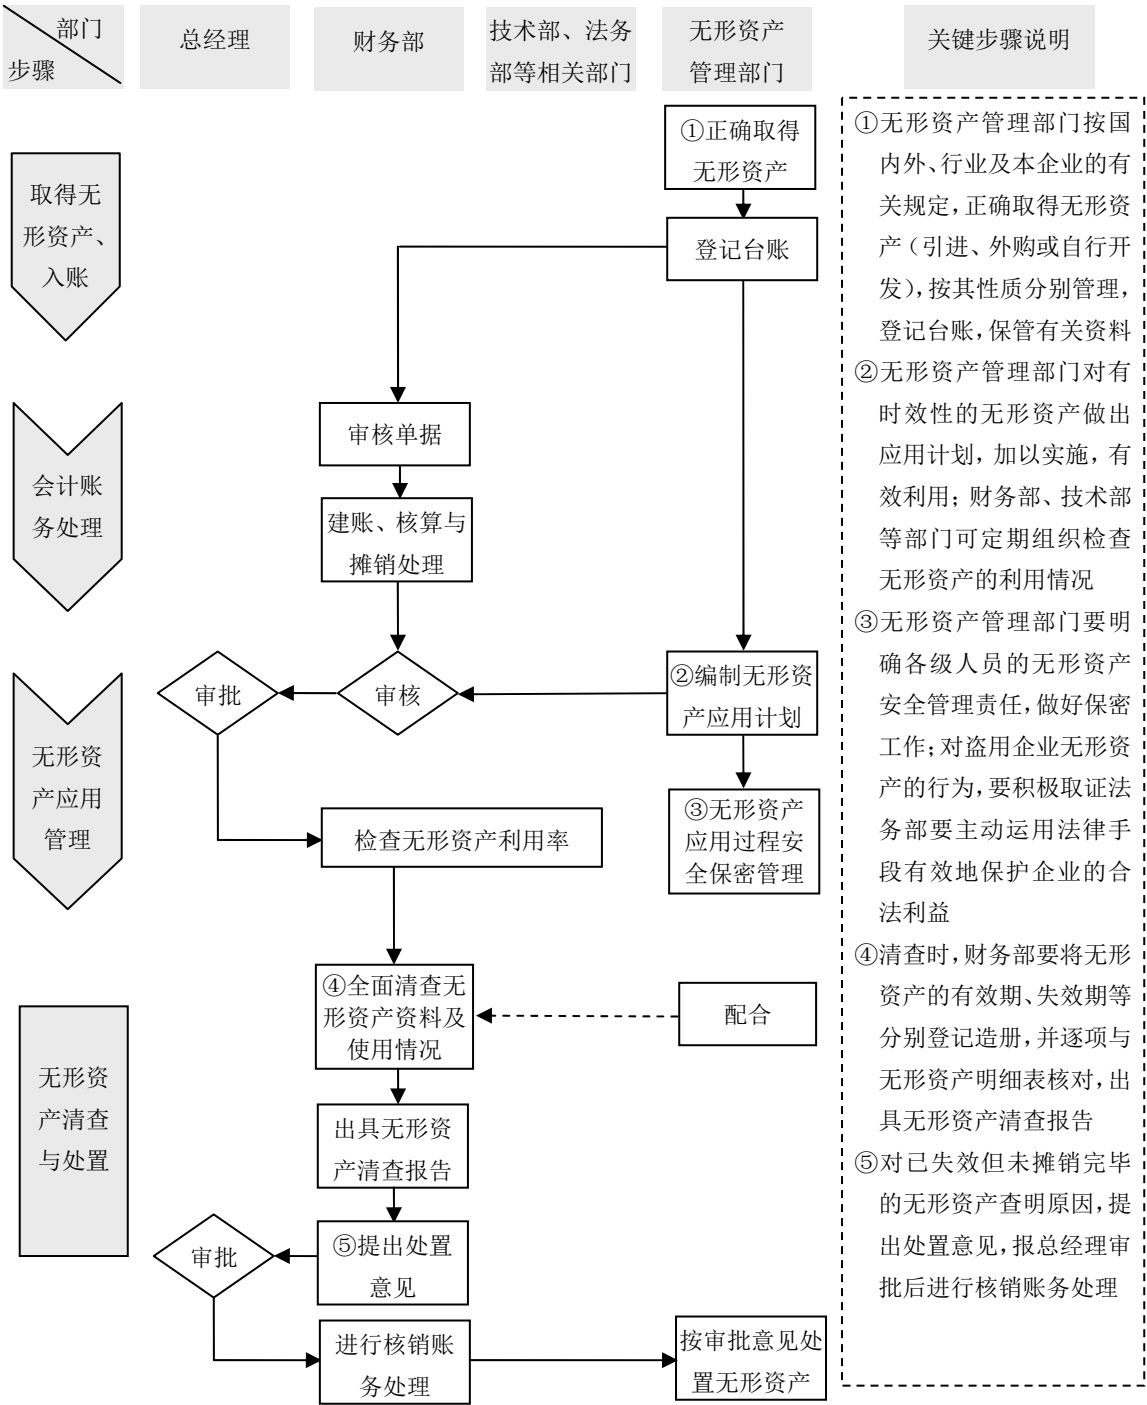 部门
步骤
总经理
财务部
技术部、法务
部等相关部门
无形资产
管理部门
关键步骤说明
取得无
形资产、
入账
①正确取得
无形资产
登记台账
会计账
务处理
审核单据
建账、核算与
摊销处理
无形资
产应用
管理
审批
审核
②编制无形资
产应用计划
检查无形资产利用率
③无形资产
应用过程安
全保密管理
无形资
产清查
与处置
④全面清查无
形资产资料及
使用情况
配合
出具无形资
产清查报告
审批
⑤提出处置
意见
进行核销账
务处理
按审批意见处
置无形资产
①无形资产管理部门按国
内外、行业及本企业的有
关规定,正确取得无形资
产（引进、外购或自行开
发),按其性质分别管理,
登记台账,保管有关资料
②无形资产管理部门对有
时效性的无形资产做出
应用计划,加以实施,有
效利用;财务部、技术部
等部门可定期组织检查
无形资产的利用情况
③无形资产管理部门要明
确各级人员的无形资产
安全管理责任,做好保密
工作;对盗用企业无形资
产的行为,要积极取证法
务部要主动运用法律手
段有效地保护企业的合
法利益
④清查时,财务部要将无形
资产的有效期、失效期等
分别登记造册,并逐项与
无形资产明细表核对,出
具无形资产清查报告
⑤对已失效但未摊销完毕
的无形资产查明原因,提
出处置意见,报总经理审
批后进行核销账务处理